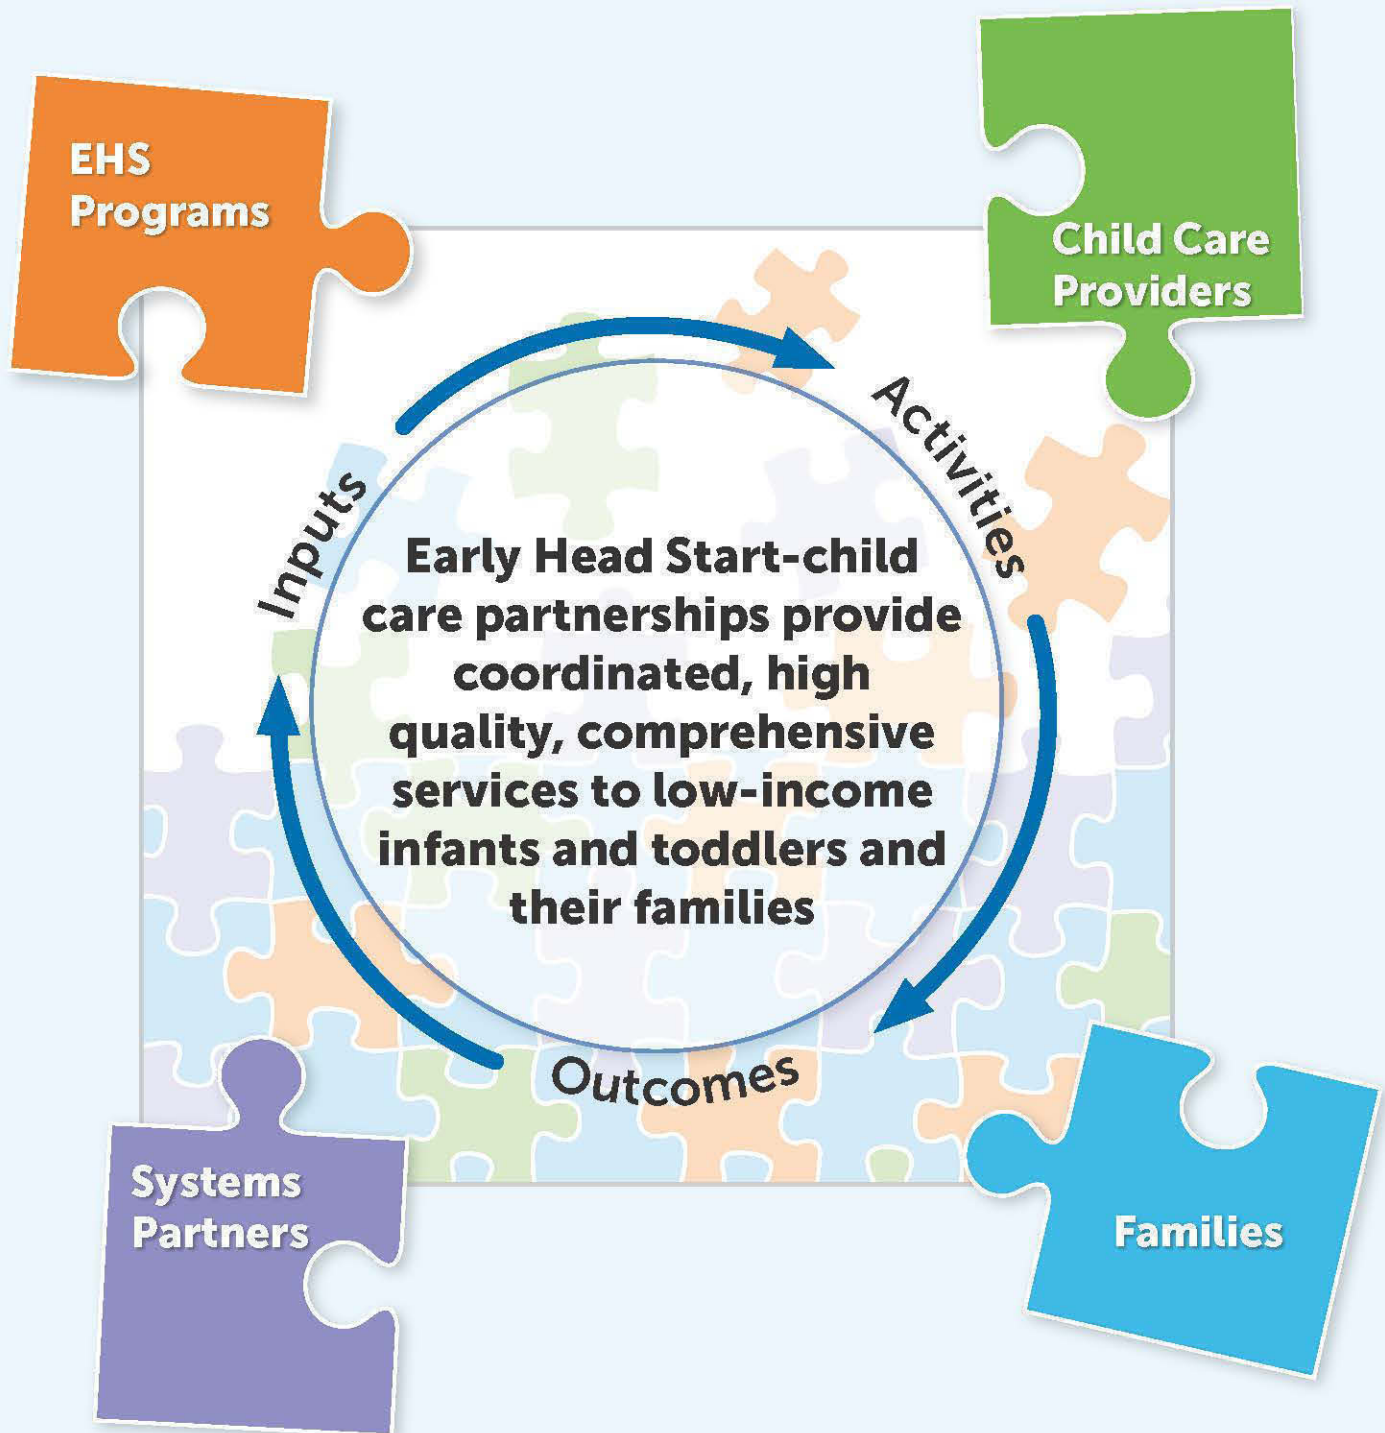 EHS
Programs
Child Care
Providers
Inputs
Activities
Early Head Start-child
care partnerships provide
coordinated, high
quality, comprehensive
services to low-income
infants and toddlers and
their families
Outcomes
Systems
Partners
Families